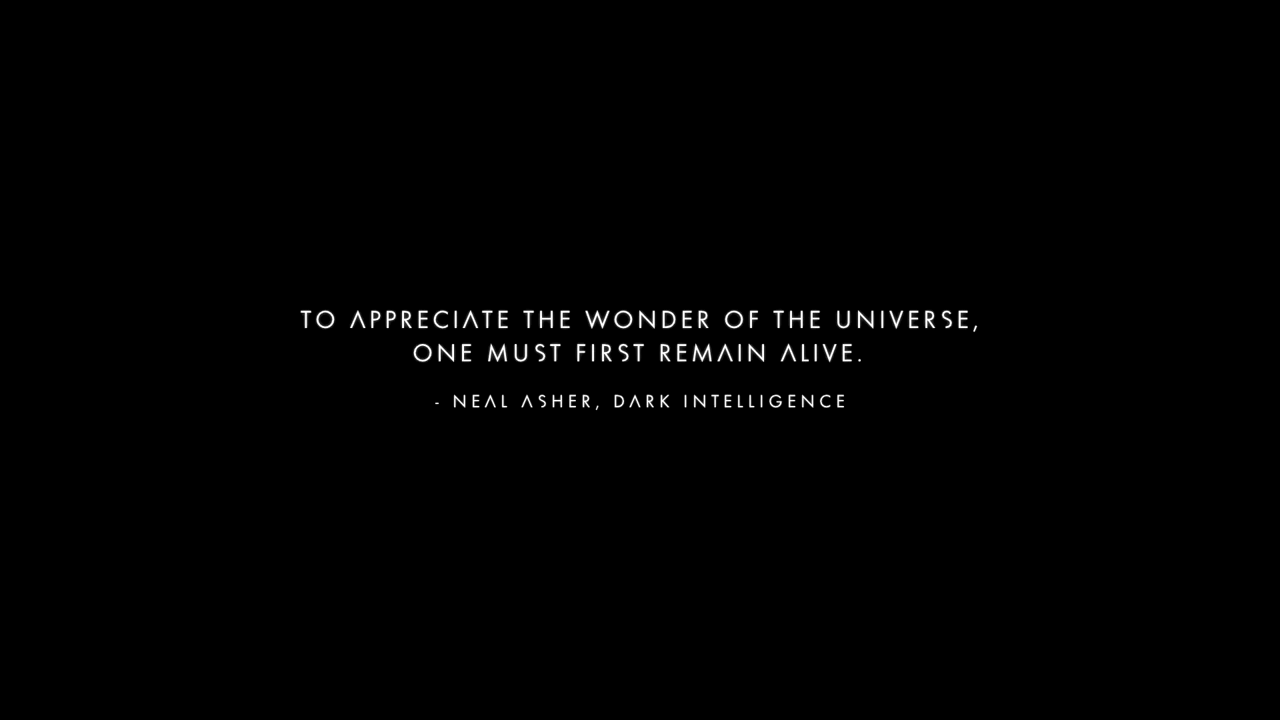 TO APPRECIATE THE WONDER OF THE UNIVERSE,
ONE MUST FIRST REMAIN ALIVE.
- NEAL ASHER, DARK INTELLIGENCE